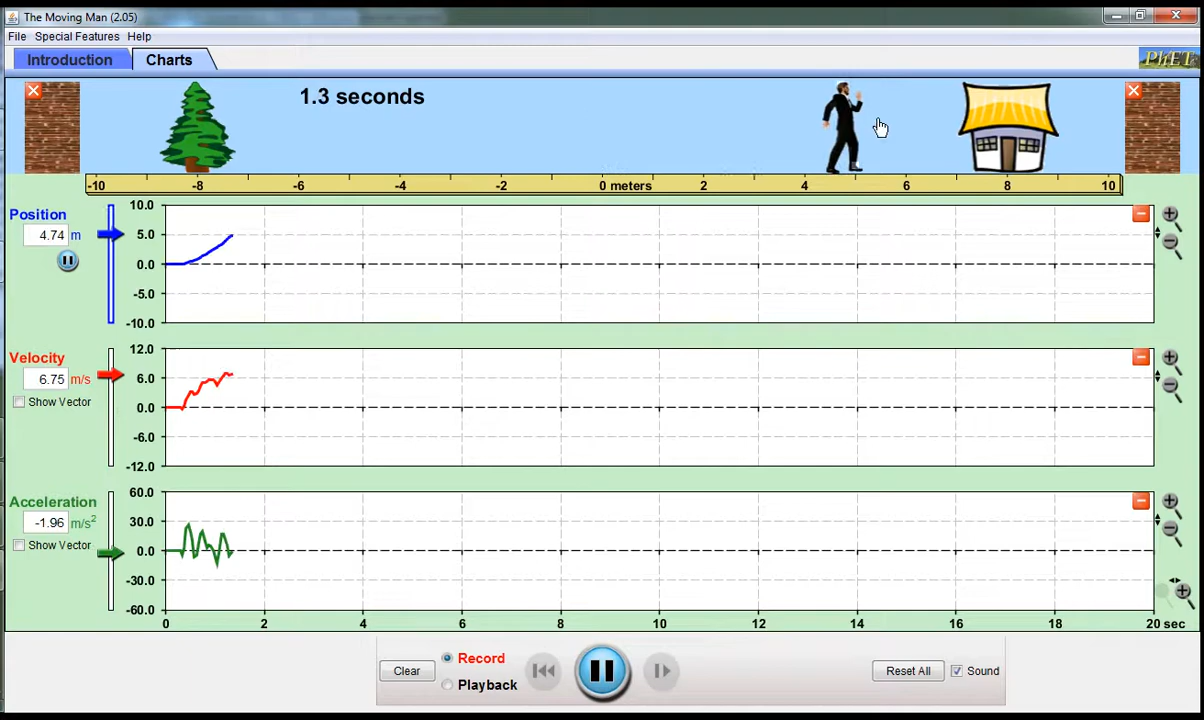 The Moving Man (2.05)
File Special Features Help
Introduction Charts
PhET
1.3 seconds
-10 -8 -6 -4 -2 0 meters 2 4 6 8 10
Position
4.74 m
10.0
5.0
0.0
-5.0
-10.0
Velocity
6.75 m/s
Show Vector
12.0
6.0
0.0
-6.0
-12.0
Acceleration
-1.96 m/s²
Show Vector
60.0
30.0
0.0
-30.0
-60.0
0 2 4 6 8 10 12 14 16 18 20 sec
Clear
Record
Playback
Reset All
Sound